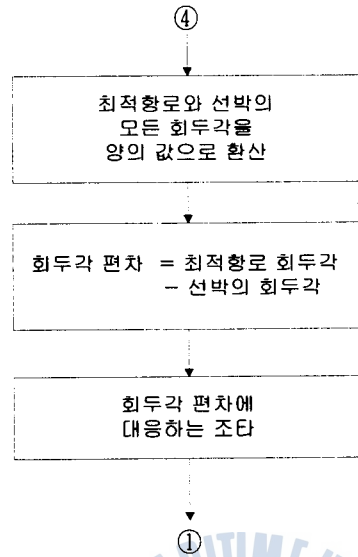 ④
최적항로와 선박의
모든 회두각을
양의 값으로 환산
회두각 편차 = 최적항로 회두각
- 선박의 회두각
회두각 편차에
대응하는 조타
①